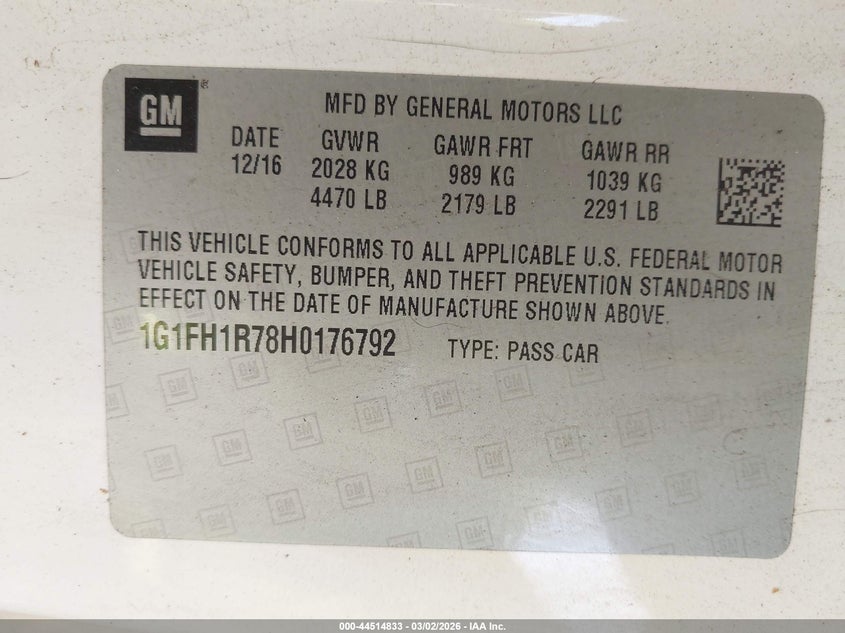 GM
MFD BY GENERAL MOTORS LLC
DATE GVWR GAWR FRT GAWR RR
12/16 2028 KG 989 KG 1039 KG
4470 LB 2179 LB 2291 LB
THIS VEHICLE CONFORMS TO ALL APPLICABLE U.S. FEDERAL MOTOR
VEHICLE SAFETY, BUMPER, AND THEFT PREVENTION STANDARDS IN
EFFECT ON THE DATE OF MANUFACTURE SHOWN ABOVE.
1G1FH1R78H0176792 TYPE: PASS CAR
000-44514833 - 03/02/2026 - IAA Inc.